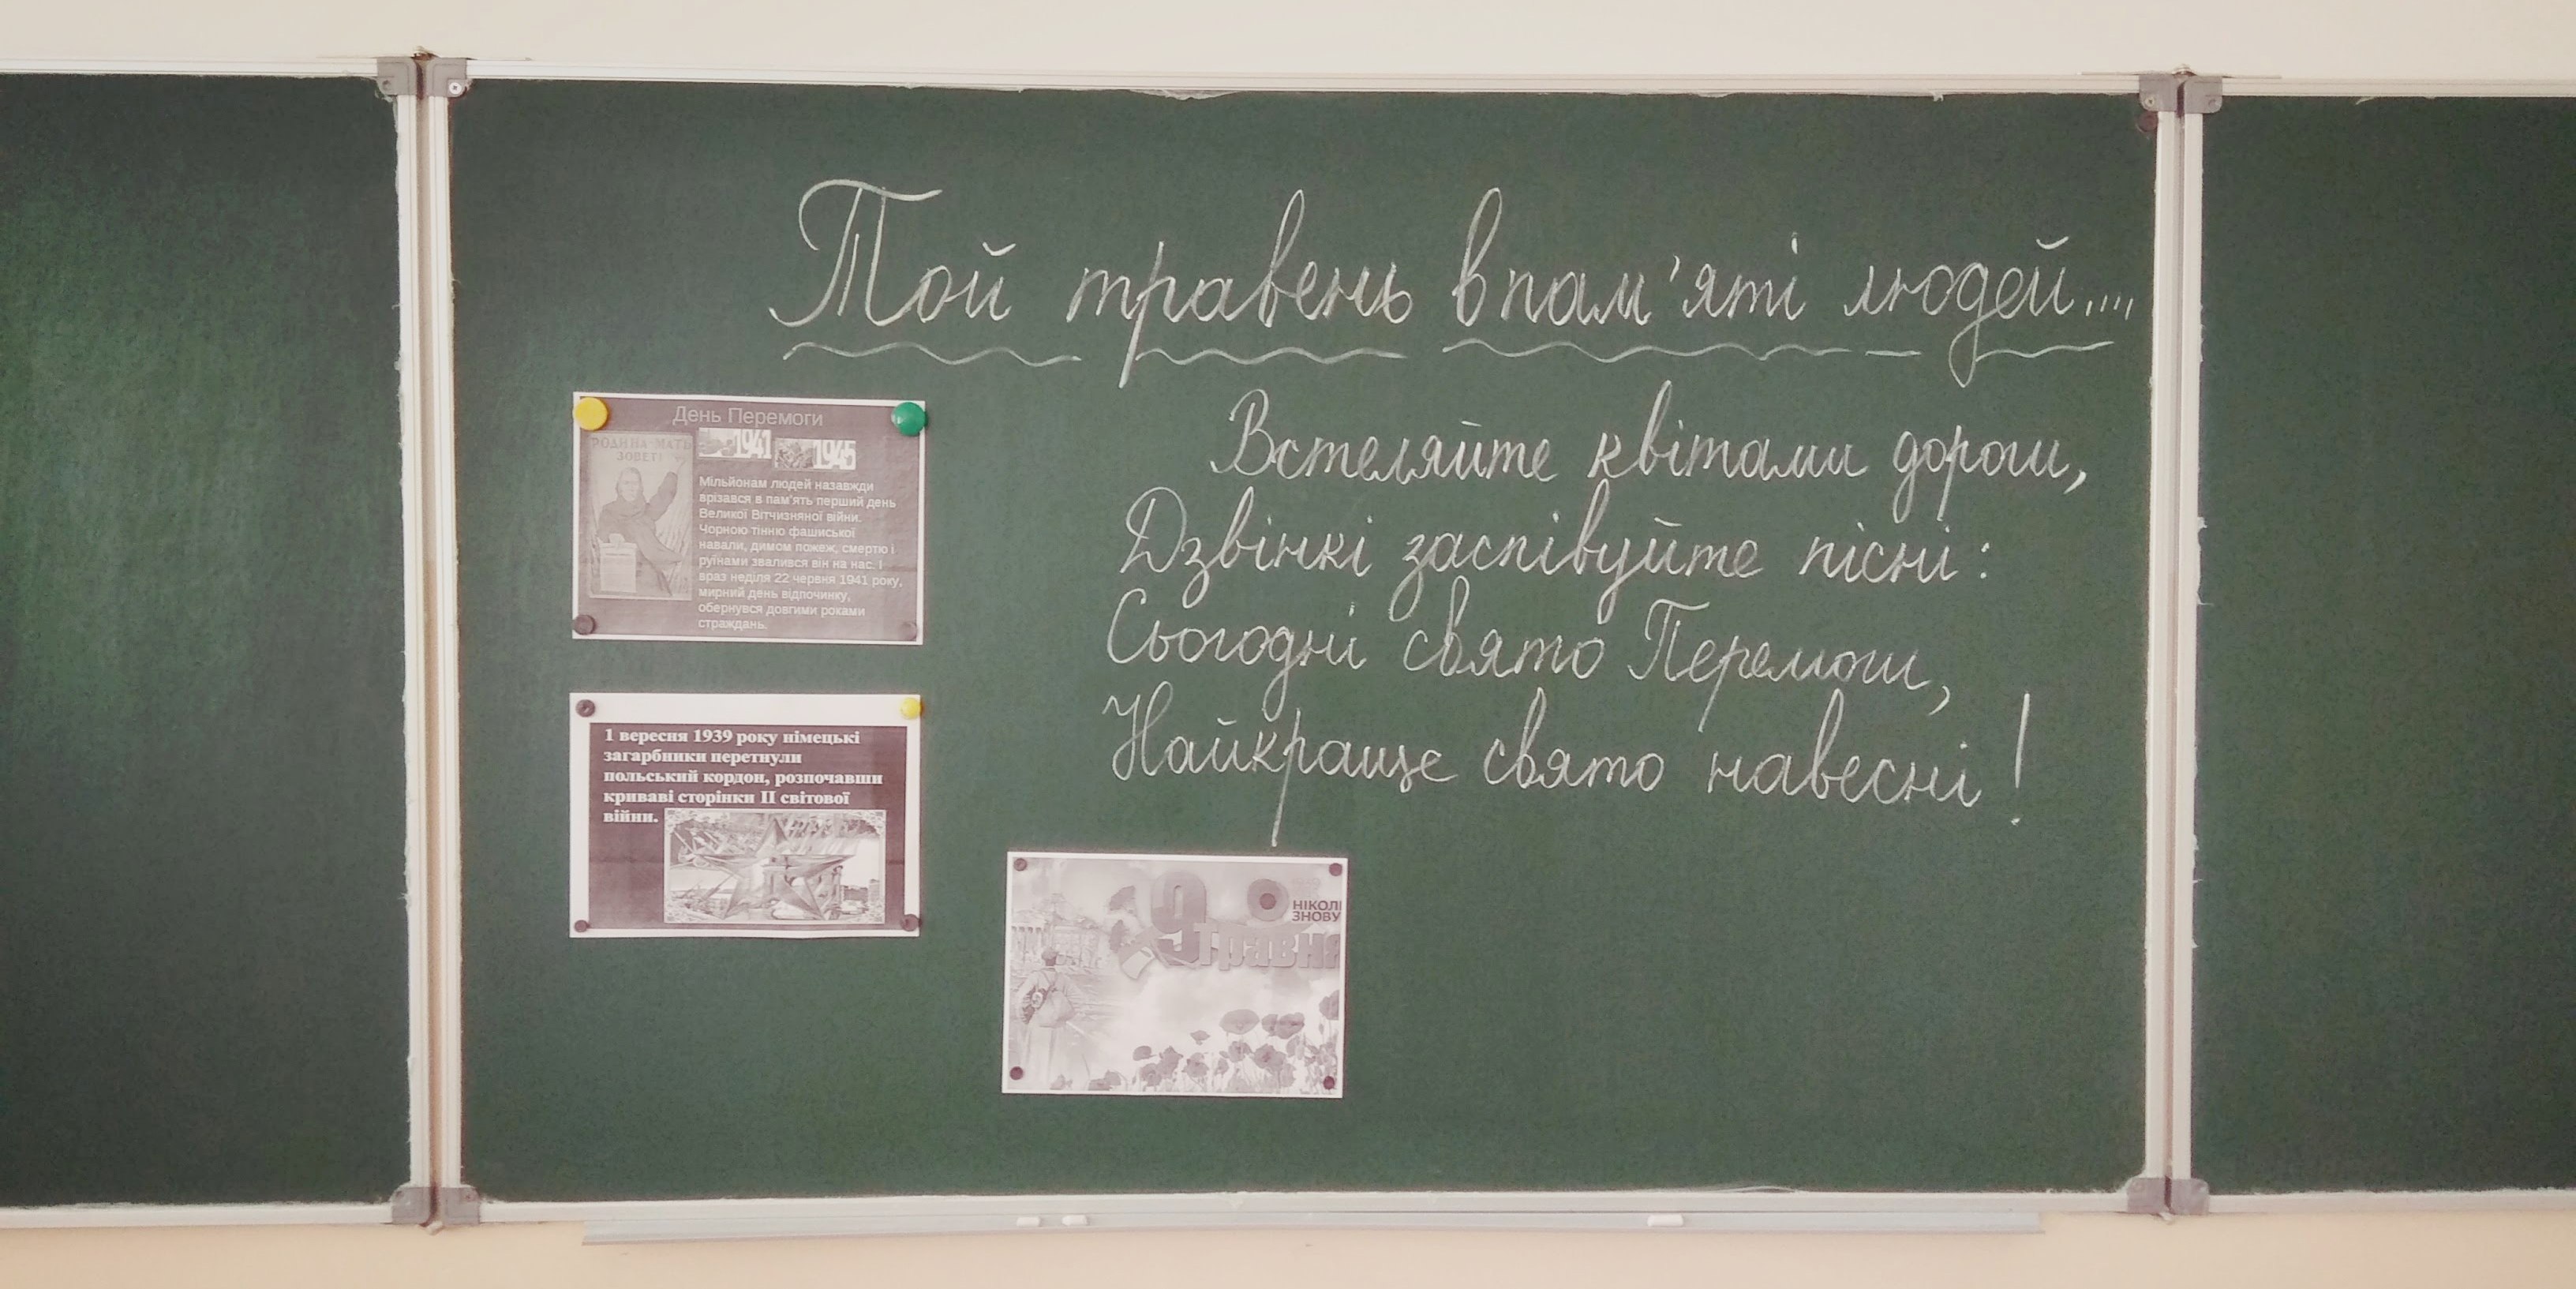 Той травень в пам'яті людей....
Встеляйте квітами дороги,
Дзвінкі заспівуйте пісні:
Сьогодні свято Перемоги,
Найкраще свято навесні!
День Перемоги
РОДИНА-МАТЬ
ЗОВЕТ!
1941
1945
Мільйонам людей назавжди
врізався в пам'ять перший день
Великої Вітчизняної війни.
Чорною тінню фашиської
навали, димом пожеж, смертю і
руїнами звалився він на нас. І
враз неділя 22 червня 1941 року,
мирний день відпочинку,
обернувся довгими роками
страждань.
1 вересня 1939 року німецькі
загарбники перетнули
польський кордон, розпочавши
криваві сторінки ІІ світової
війни.
9
травня
НІКОЛИ
ЗНОВУ